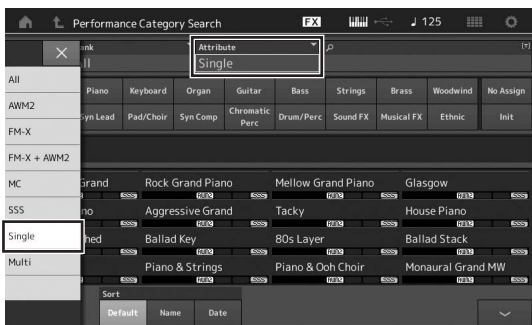 Performance Category Search FX 125
× ank Attribute
ll Single
All
AWM2
FM-X
FM-X + AWM2
MC
SSS
Single
Multi
Piano Keyboard Organ Guitar Bass Strings Brass Woodwind No Assign
Syn Lead Pad/Choir Syn Comp Chromatic Perc Drum/Perc Sound FX Musical FX Ethnic Init
Grand Rock Grand Piano Mellow Grand Piano Glasgow
no Aggressive Grand Tacky House Piano
hed Ballad Key 80s Layer Ballad Stack
Piano & Strings Piano & Ooh Choir Monaural Grand MW
Sort
Default Name Date